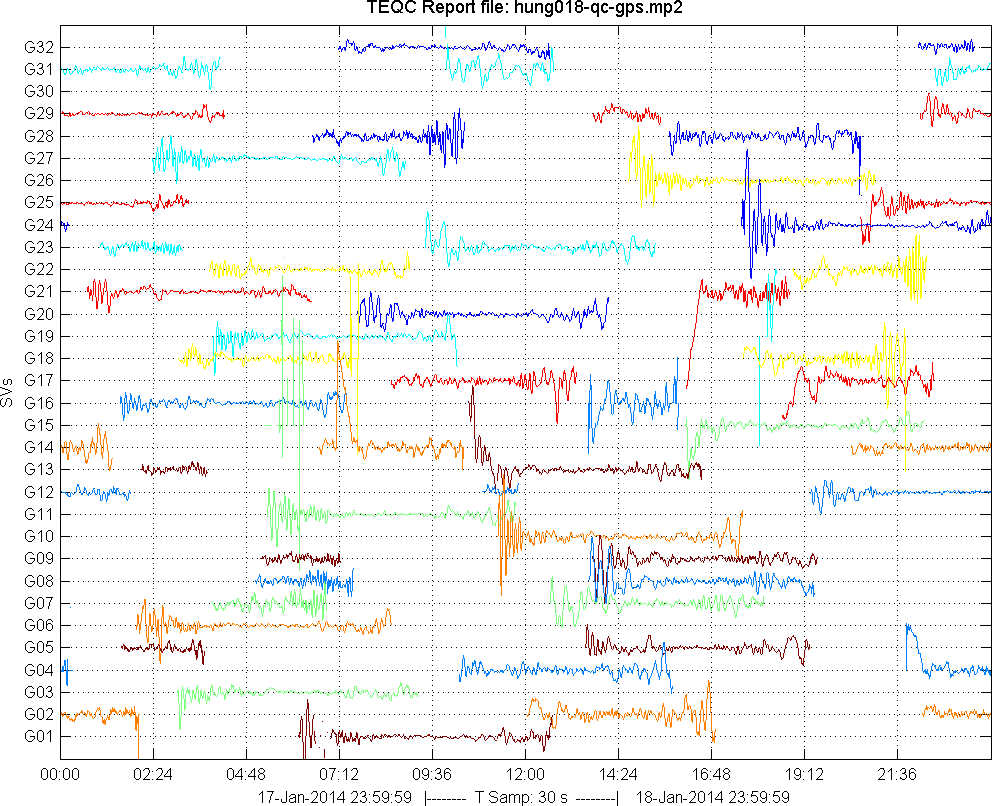 TEQC Report file: hung018-qc-gps.mp2
G32
G31
G30
G29
G28
G27
G26
G25
G24
G23
G22
G21
G20
G19
G18
G17
SVs
G16
G15
G14
G13
G12
G11
G10
G09
G08
G07
G06
G05
G04
G03
G02
G01
00:00 02:24 04:48 07:12 09:36 12:00 14:24 16:48 19:12 21:36
17-Jan-2014 23:59:59 |-------- T Samp: 30 s --------| 18-Jan-2014 23:59:59